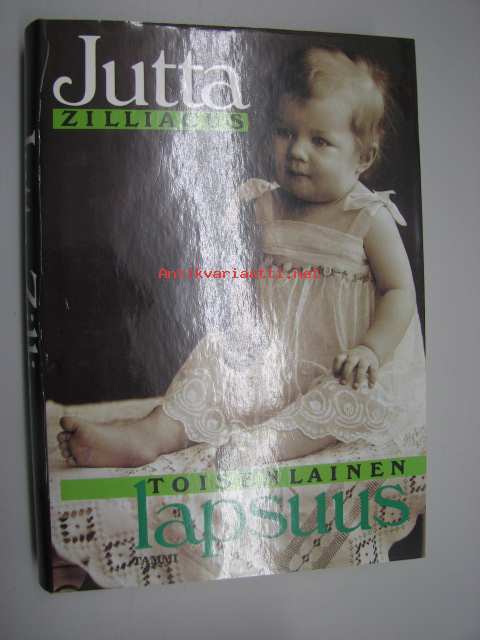 Jutta
ZILLIACUS
Antikvariaatti.net
TOISENLAINEN
lapsuus
TAMMI